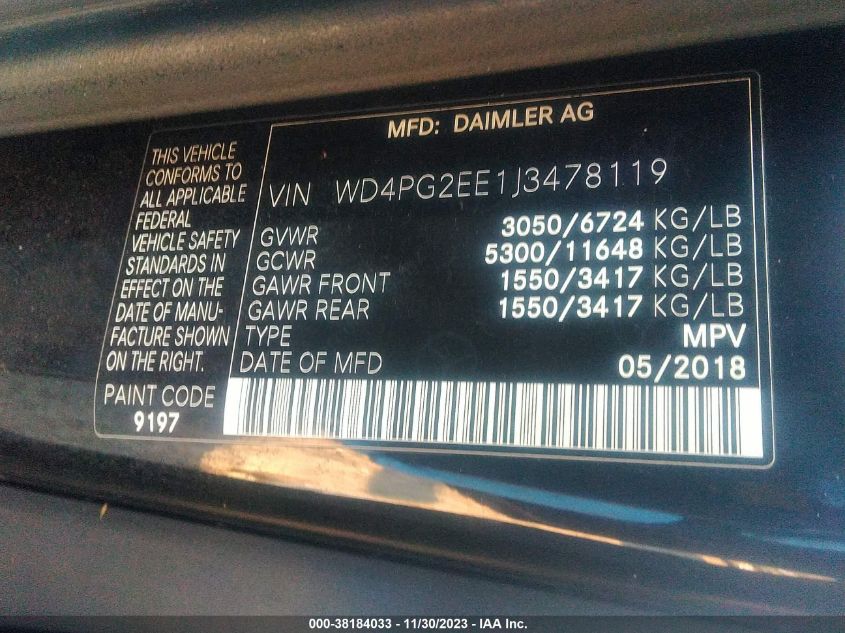 MFD: DAIMLER AG
THIS VEHICLE
CONFORMS TO
ALL APPLICABLE
FEDERAL
VEHICLE SAFETY
STANDARDS IN
EFFECT ON THE
DATE OF MANU-
FACTURE SHOWN
ON THE RIGHT.
PAINT CODE
9197
VIN WD4PG2EE1J3478119
GVWR 3050/6724 KG/LB
GCWR 5300/11648 KG/LB
GAWR FRONT 1550/3417 KG/LB
GAWR REAR 1550/3417 KG/LB
TYPE MPV
DATE OF MFD 05/2018
000-38184033 - 11/30/2023 - IAA Inc.